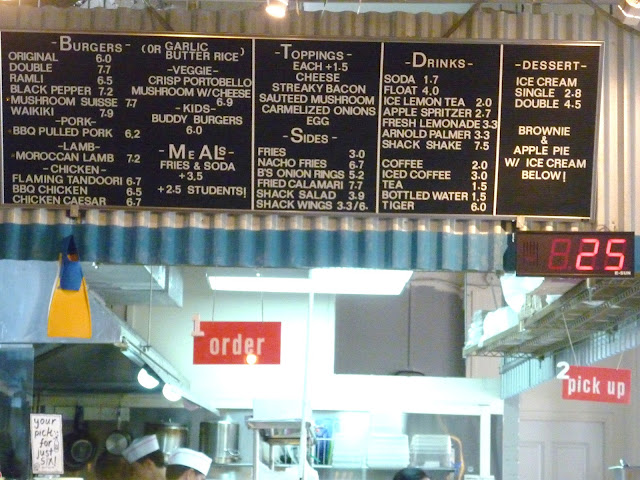 - BURGERS -
ORIGINAL 6.0
DOUBLE 7.7
RAMLI 6.5
BLACK PEPPER 7.2
MUSHROOM SUISSE 7.7
WAIKIKI 7.9
- PORK -
BBQ PULLED PORK 6.2
- LAMB -
MOROCCAN LAMB 7.2
- CHICKEN -
FLAMING TANDOORI 6.7
BBQ CHICKEN 6.5
CHICKEN CAESAR 6.7
(OR GARLIC
BUTTER RICE)
- VEGGIE -
CRISP PORTOBELLO
MUSHROOM W/CHEESE
6.9
- KIDS -
BUDDY BURGERS
6.0
- MEALS -
FRIES & SODA
+3.5
+2.5 STUDENTS!
- TOPPINGS -
EACH +1.5
CHEESE
STREAKY BACON
SAUTEED MUSHROOM
CARMELIZED ONIONS
EGG
- SIDES -
FRIES 3.0
NACHO FRIES 6.7
B'S ONION RINGS 5.2
FRIED CALAMARI 7.7
SHACK SALAD 3.9
SHACK WINGS 3.3/6.
- DRINKS -
SODA 1.7
FLOAT 4.0
ICE LEMON TEA 2.0
APPLE SPRITZER 2.7
FRESH LEMONADE 3.3
ARNOLD PALMER 3.3
SHACK SHAKE 7.5
COFFEE 2.0
ICED COFFEE 3.0
TEA 1.5
BOTTLED WATER 1.5
TIGER 6.0
- DESSERT -
ICE CREAM
SINGLE 2.8
DOUBLE 4.5
BROWNIE
&
APPLE PIE
W/ ICE CREAM
BELOW!
25
1 order
2 pick up
your
pick
for
just
six!